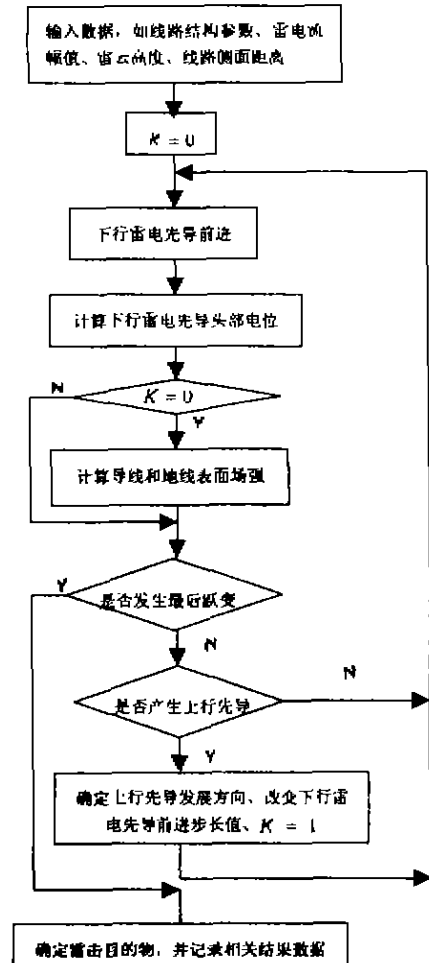 输入数据，如线路结构参数、雷电流
幅值、雷云高度、线路侧面距离
K = 0
下行雷电先导前进
计算下行雷电先导头部电位
N
K = 0
Y
计算导线和地线表面场强
Y
是否发生最后跃变
N
是否产生上行先导
N
Y
确定上行先导发展方向、改变下行雷
电先导前进步长值、K = 1
确定雷击目的物，并记录相关结果数据